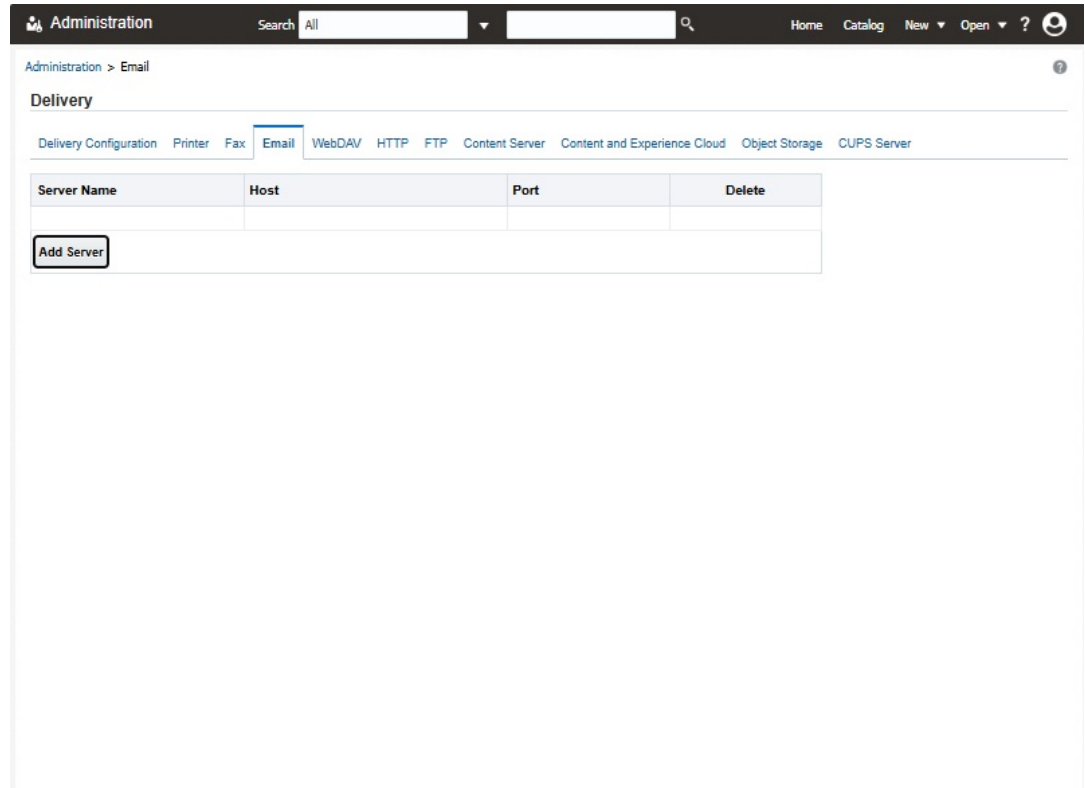 Administration Search All Home Catalog New Open ?
Administration > Email ?
Delivery
Delivery Configuration Printer Fax Email WebDAV HTTP FTP Content Server Content and Experience Cloud Object Storage CUPS Server
Server Name Host Port Delete
Add Server